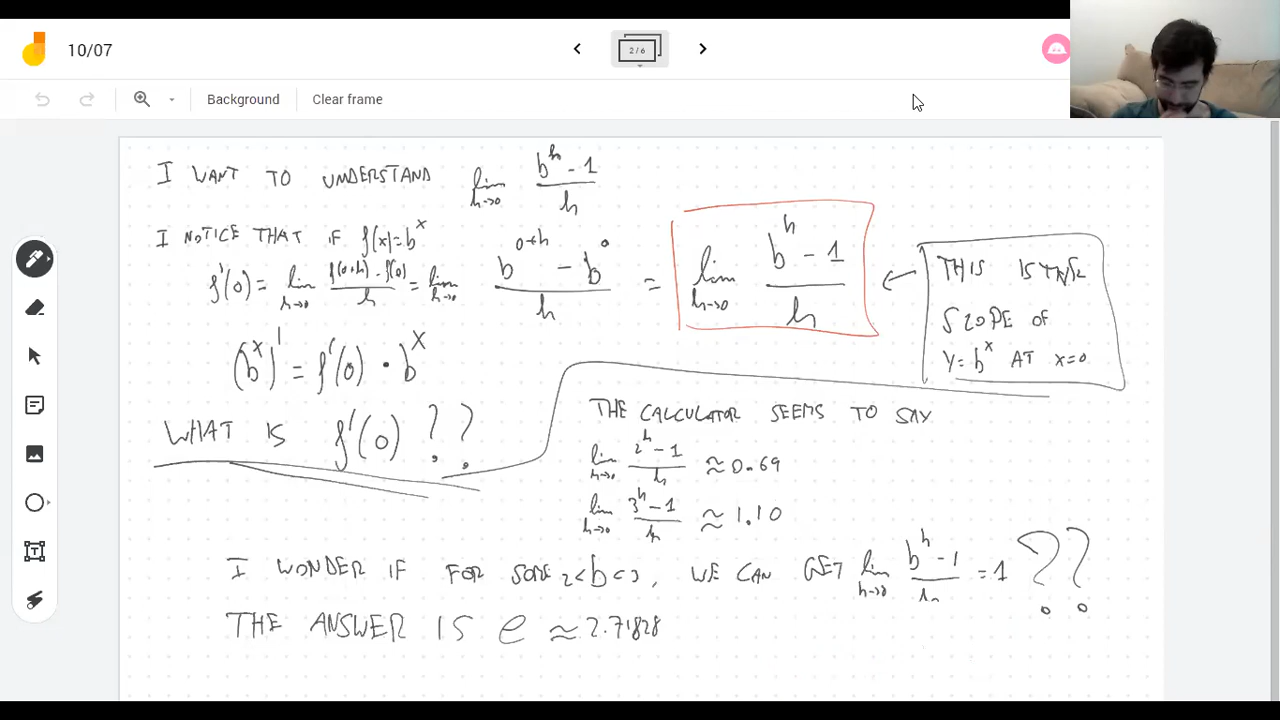 10/07
2/6
Background
Clear frame
I WANT TO UNDERSTAND lim h→0 (b^h - 1)/h
I NOTICE THAT IF f(x)=b^x
f'(0) = lim h→0 (f(0+h) - f(0))/h = lim h→0 (b^(0+h) - b^0)/h = lim h→0 (b^h - 1)/h
THIS IS THE
SLOPE OF
Y=b^x AT x=0
(b^x)' = f'(0) · b^x
WHAT IS f'(0) ??
THE CALCULATOR SEEMS TO SAY
lim h→0 (2^h - 1)/h ≈ 0.69
lim h→0 (3^h - 1)/h ≈ 1.10
I WONDER IF FOR SOME 2<b<3, WE CAN GET lim h→0 (b^h - 1)/h = 1 ??
THE ANSWER IS e ≈ 2.71828